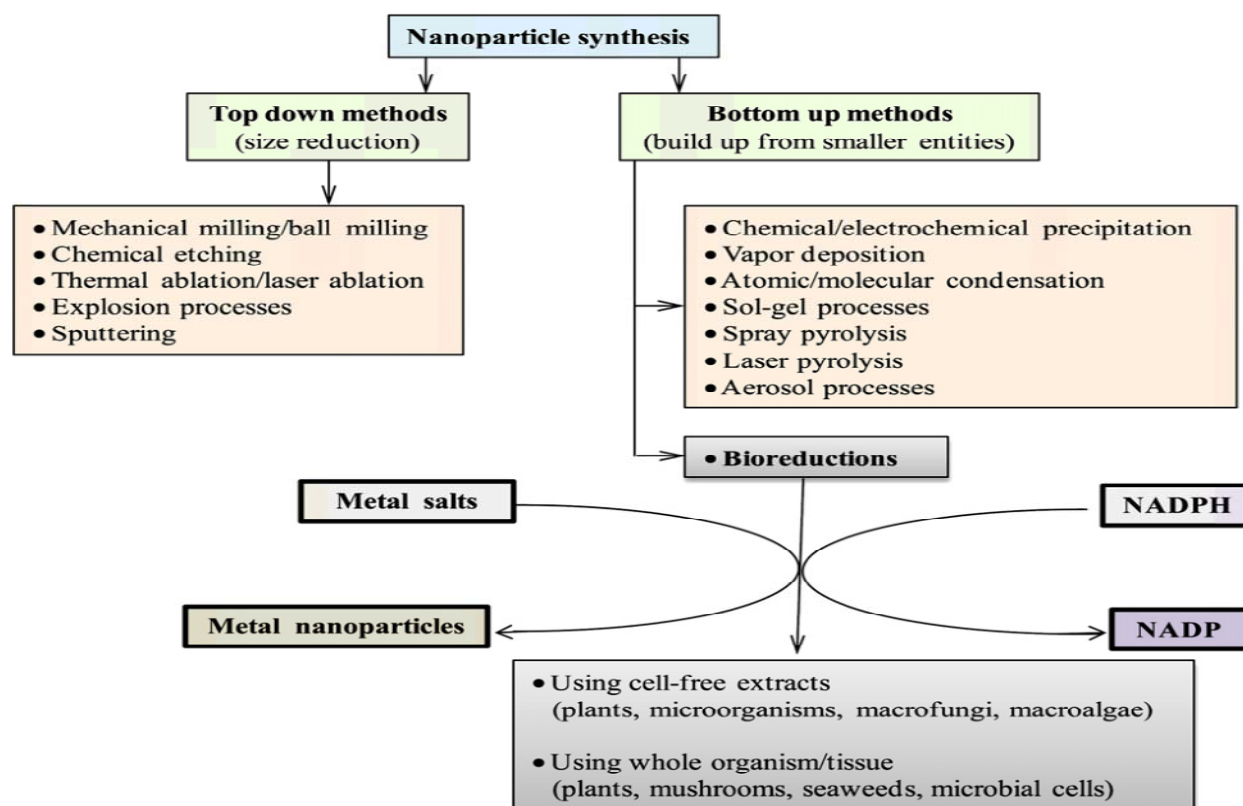 Nanoparticle synthesis
Top down methods
(size reduction)
Bottom up methods
(build up from smaller entities)
• Mechanical milling/ball milling
• Chemical etching
• Thermal ablation/laser ablation
• Explosion processes
• Sputtering
• Chemical/electrochemical precipitation
• Vapor deposition
• Atomic/molecular condensation
• Sol-gel processes
• Spray pyrolysis
• Laser pyrolysis
• Aerosol processes
• Bioreductions
Metal salts
NADPH
Metal nanoparticles
NADP
• Using cell-free extracts
(plants, microorganisms, macrofungi, macroalgae)
• Using whole organism/tissue
(plants, mushrooms, seaweeds, microbial cells)